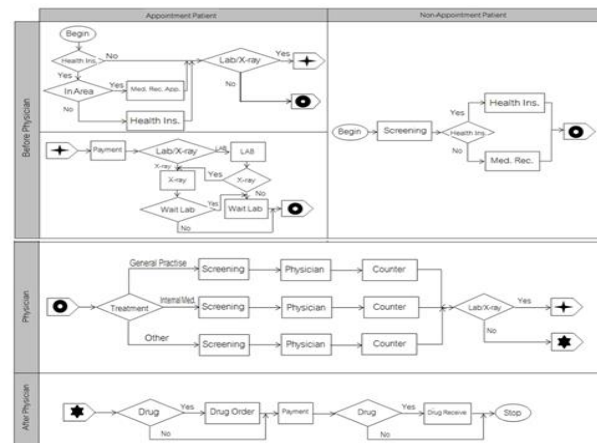 Appointment Patient
Non-Appointment Patient
Before Physician
Begin
Health Ins.
No
Yes
In Area
Yes
Med. Rec. App.
No
Health Ins.
Lab/X-ray
Yes
No
Payment
Lab/X-ray
LAB
LAB
X-ray
X-ray
Yes
X-ray
No
Wait Lab
Yes
Wait Lab
No
Begin
Screening
Health Ins.
Yes
Health Ins.
No
Med. Rec.
Physician
Treatment
General Practise
Screening
Physician
Counter
Internal Med.
Screening
Physician
Counter
Other
Screening
Physician
Counter
Lab/X-ray
Yes
No
After Physician
Drug
Yes
Drug Order
No
Payment
Drug
Yes
Drug Receive
No
Stop